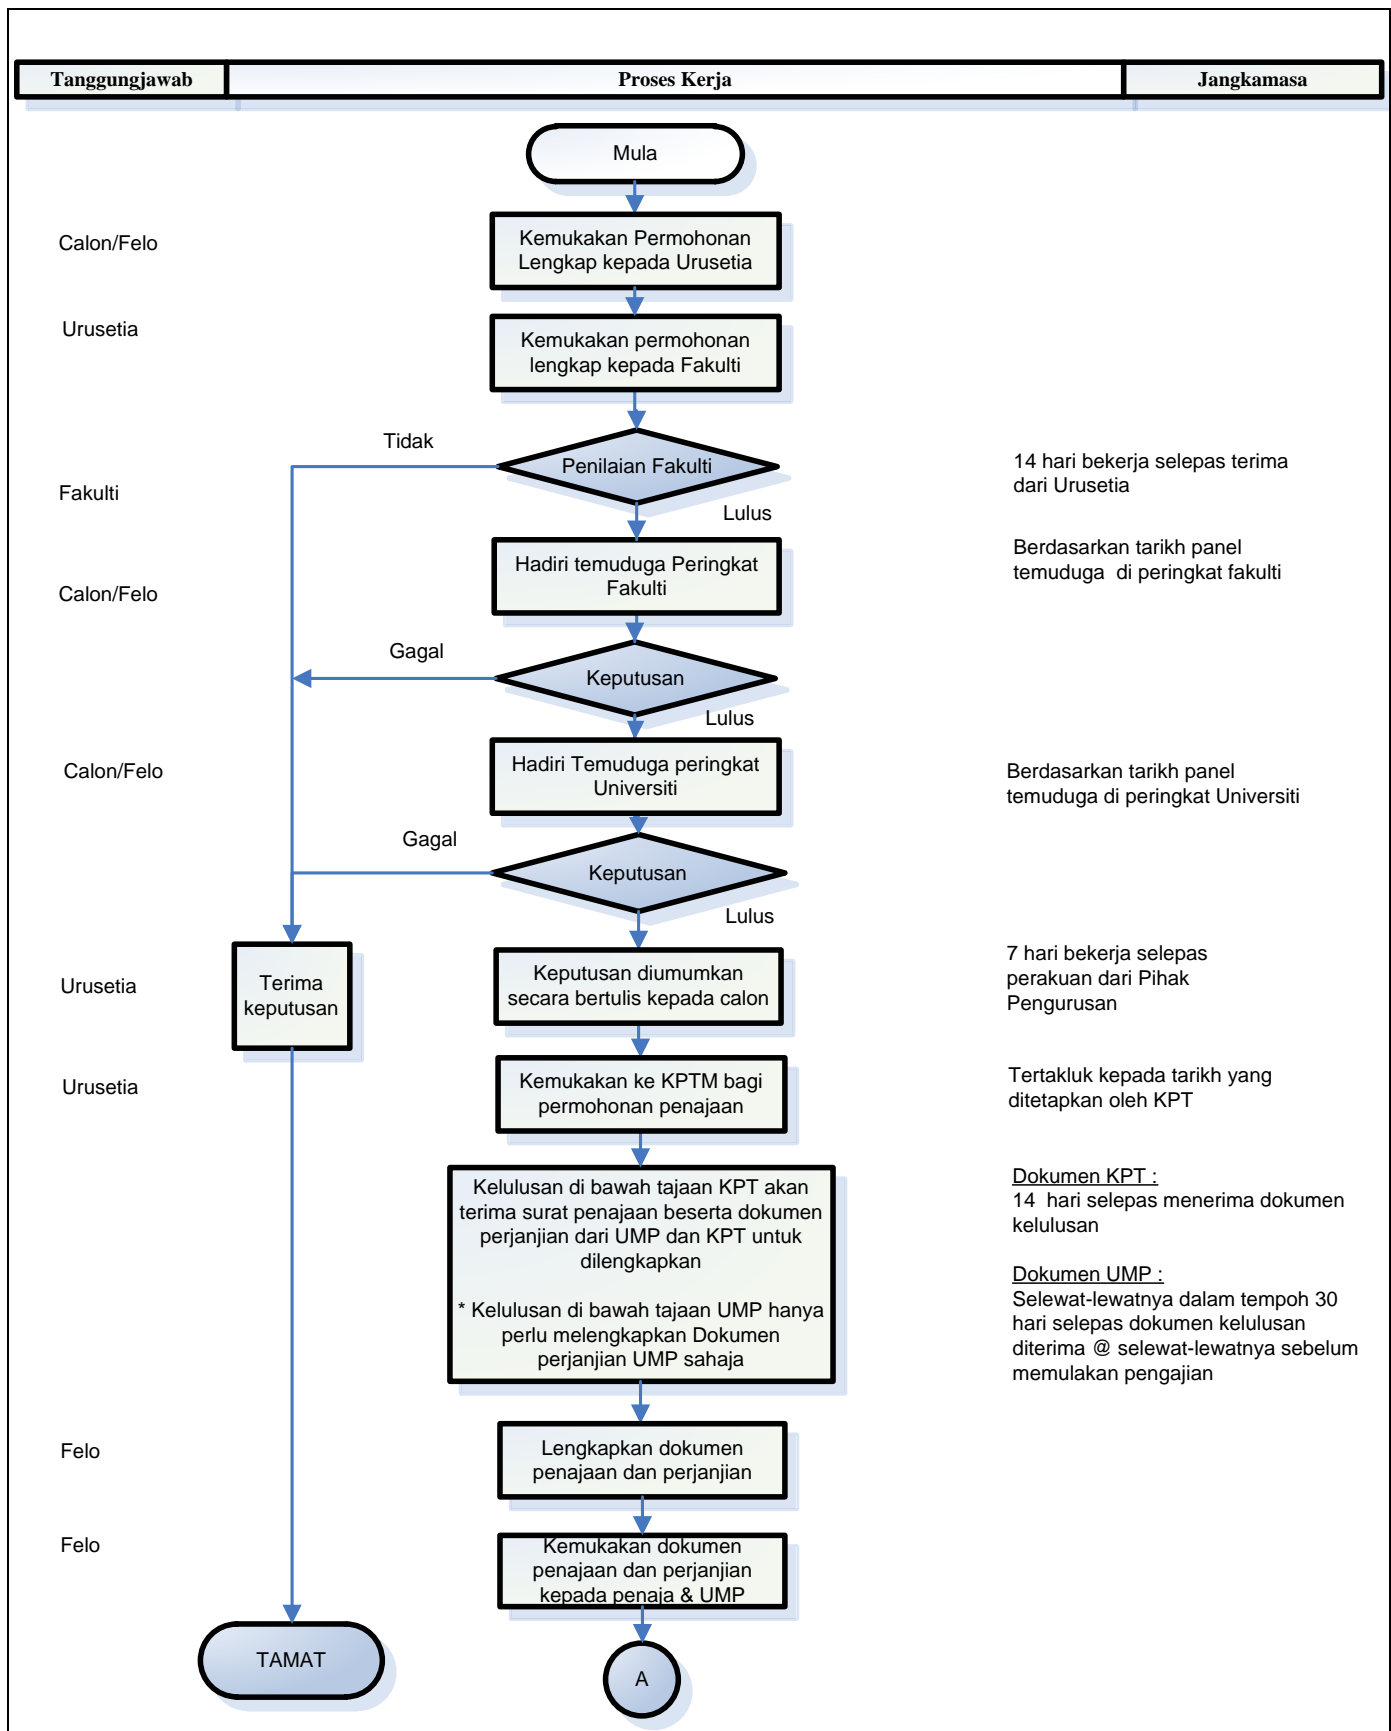 Tanggungjawab
Proses Kerja
Jangkamasa
Mula
Calon/Felo
Kemukakan Permohonan
Lengkap kepada Urusetia
Urusetia
Kemukakan permohonan
lengkap kepada Fakulti
Tidak
Penilaian Fakulti
14 hari bekerja selepas terima
dari Urusetia
Fakulti
Lulus
Hadiri temuduga Peringkat
Fakulti
Berdasarkan tarikh panel
temuduga  di peringkat fakulti
Calon/Felo
Gagal
Keputusan
Lulus
Calon/Felo
Hadiri Temuduga peringkat
Universiti
Berdasarkan tarikh panel
temuduga di peringkat Universiti
Gagal
Keputusan
Lulus
Urusetia
Terima
keputusan
Keputusan diumumkan
secara bertulis kepada calon
7 hari bekerja selepas
perakuan dari Pihak
Pengurusan
Urusetia
Kemukakan ke KPTM bagi
permohonan penajaan
Tertakluk kepada tarikh yang
ditetapkan oleh KPT
Kelulusan di bawah tajaan KPT akan
terima surat penajaan beserta dokumen
perjanjian dari UMP dan KPT untuk
dilengkapkan
* Kelulusan di bawah tajaan UMP hanya
perlu melengkapkan Dokumen
perjanjian UMP sahaja
Dokumen KPT :
14  hari selepas menerima dokumen
kelulusan
Dokumen UMP :
Selewat-lewatnya dalam tempoh 30
hari selepas dokumen kelulusan
diterima @ selewat-lewatnya sebelum
memulakan pengajian
Felo
Lengkapkan dokumen
penajaan dan perjanjian
Felo
Kemukakan dokumen
penajaan dan perjanjian
kepada penaja & UMP
TAMAT
A